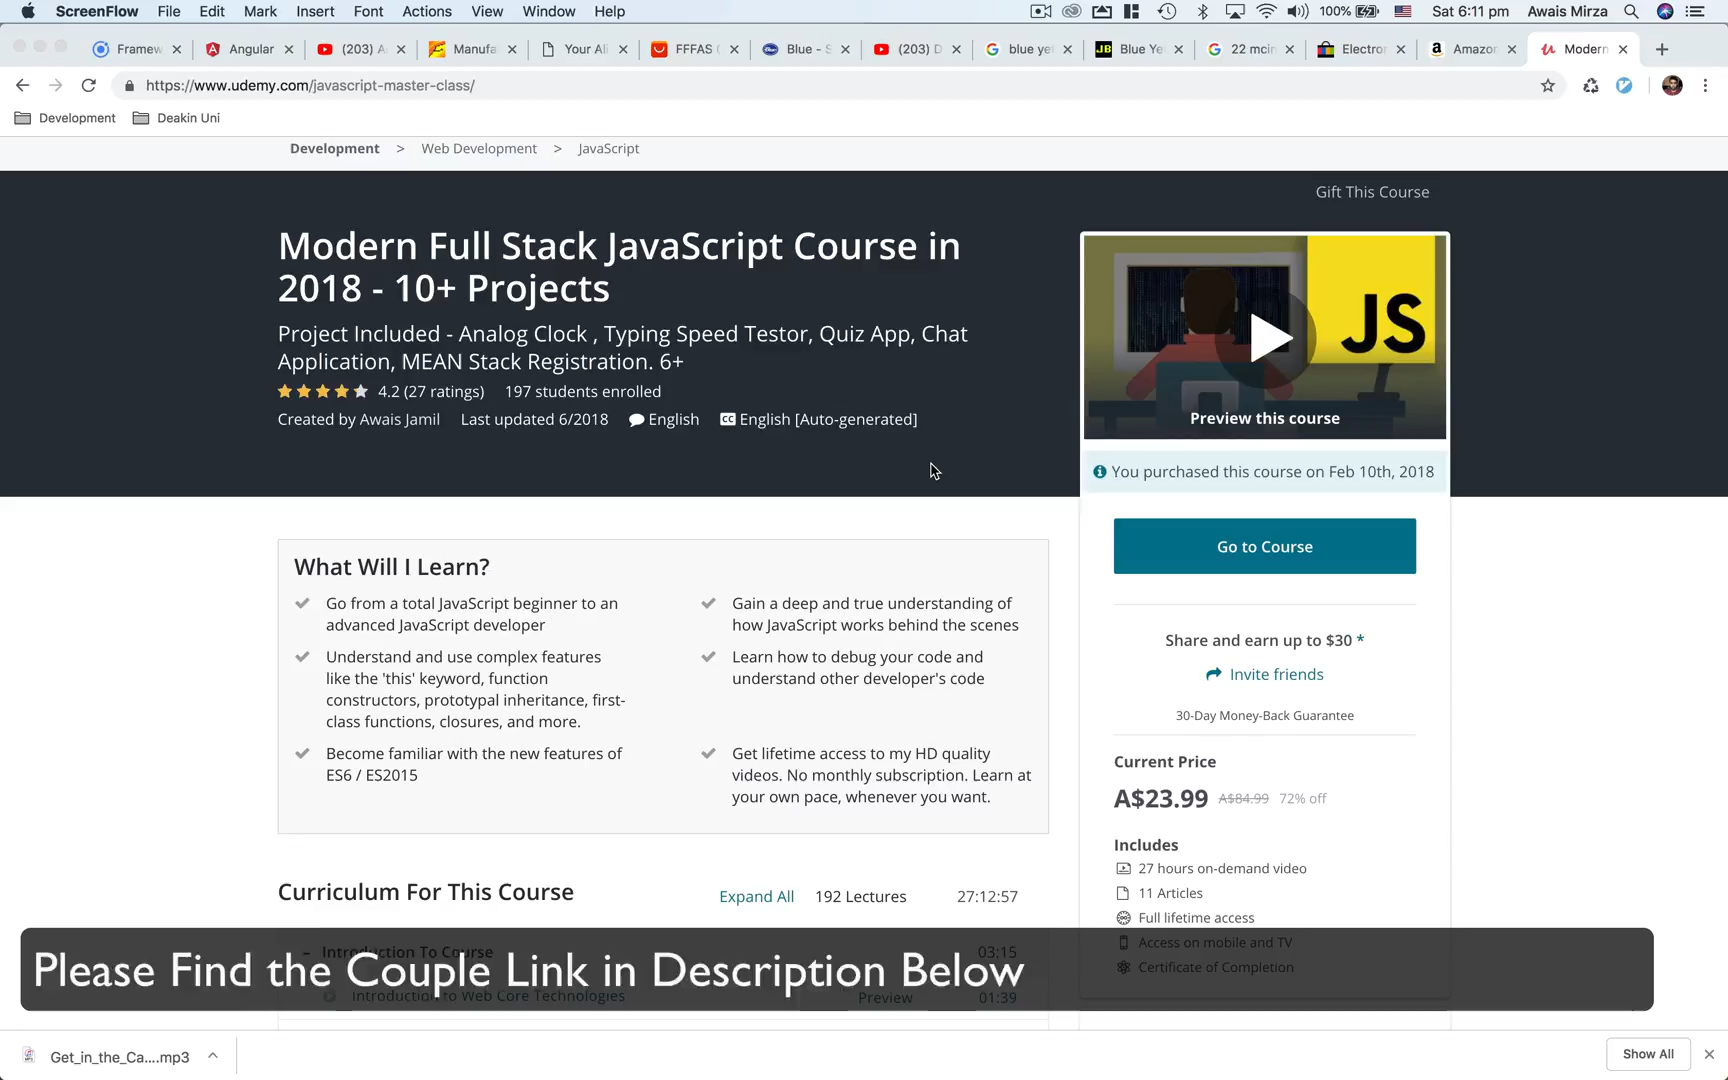 ScreenFlow File Edit Mark Insert Font Actions View Window Help 100% Sat 6:11 pm Awais Mirza
Framew Angular (203) A Manufa Your Ali FFFAS Blue - S (203) D blue ye Blue Ye 22 mcin Electro Amazo Modern
https://www.udemy.com/javascript-master-class/
Development Deakin Uni
Development > Web Development > JavaScript
Gift This Course
Modern Full Stack JavaScript Course in
2018 - 10+ Projects
Project Included - Analog Clock , Typing Speed Testor, Quiz App, Chat
Application, MEAN Stack Registration. 6+
4.2 (27 ratings) 197 students enrolled
Created by Awais Jamil Last updated 6/2018 English CC English [Auto-generated]
JS
Preview this course
You purchased this course on Feb 10th, 2018
Go to Course
Share and earn up to $30 *
Invite friends
30-Day Money-Back Guarantee
Current Price
A$23.99 A$84.99 72% off
Includes
27 hours on-demand video
11 Articles
Full lifetime access
Access on mobile and TV
Certificate of Completion
What Will I Learn?
Go from a total JavaScript beginner to an
advanced JavaScript developer
Gain a deep and true understanding of
how JavaScript works behind the scenes
Understand and use complex features
like the 'this' keyword, function
constructors, prototypal inheritance, first-
class functions, closures, and more.
Learn how to debug your code and
understand other developer's code
Become familiar with the new features of
ES6 / ES2015
Get lifetime access to my HD quality
videos. No monthly subscription. Learn at
your own pace, whenever you want.
Curriculum For This Course
Expand All 192 Lectures 27:12:57
Introduction To Course 03:15
Please Find the Couple Link in Description Below
Introduction to Web Core Technologies Preview 01:39
Get_in_the_Ca....mp3
Show All